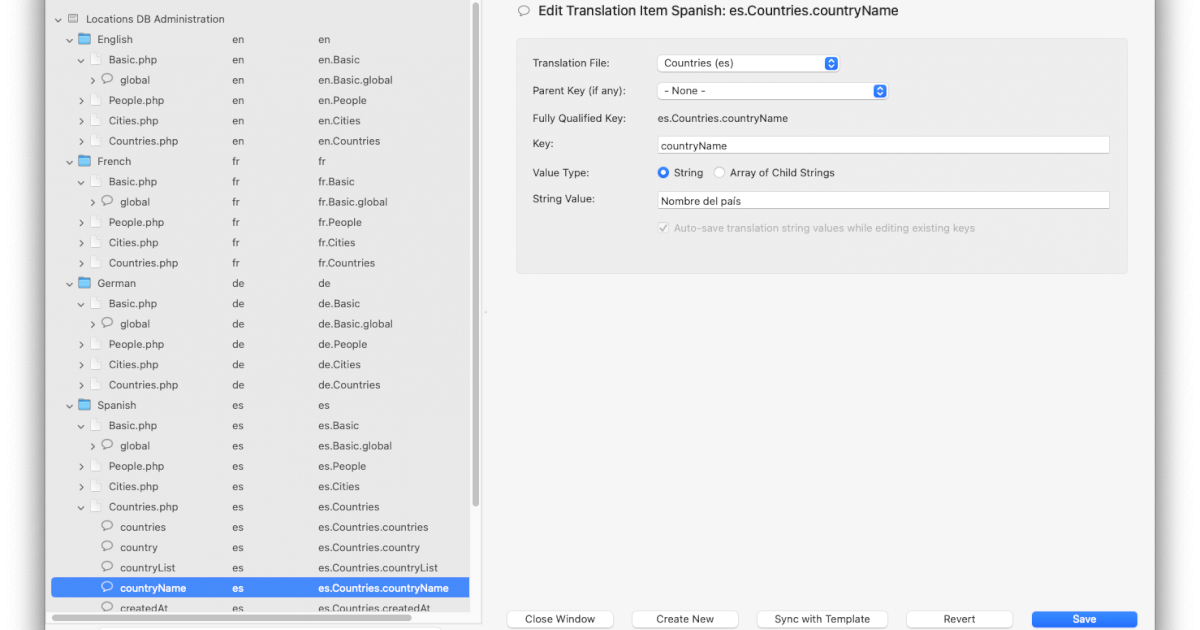 Locations DB Administration
English en en
Basic.php en en.Basic
global en en.Basic.global
People.php en en.People
Cities.php en en.Cities
Countries.php en en.Countries
French fr fr
Basic.php fr fr.Basic
global fr fr.Basic.global
People.php fr fr.People
Cities.php fr fr.Cities
Countries.php fr fr.Countries
German de de
Basic.php de de.Basic
global de de.Basic.global
People.php de de.People
Cities.php de de.Cities
Countries.php de de.Countries
Spanish es es
Basic.php es es.Basic
global es es.Basic.global
People.php es es.People
Cities.php es es.Cities
Countries.php es es.Countries
countries es es.Countries.countries
country es es.Countries.country
countryList es es.Countries.countryList
countryName es es.Countries.countryName
createdAt es es.Countries.createdAt
Edit Translation Item Spanish: es.Countries.countryName
Translation File: Countries (es)
Parent Key (if any): - None -
Fully Qualified Key: es.Countries.countryName
Key: countryName
Value Type: String Array of Child Strings
String Value: Nombre del país
Auto-save translation string values while editing existing keys
Close Window Create New Sync with Template Revert Save